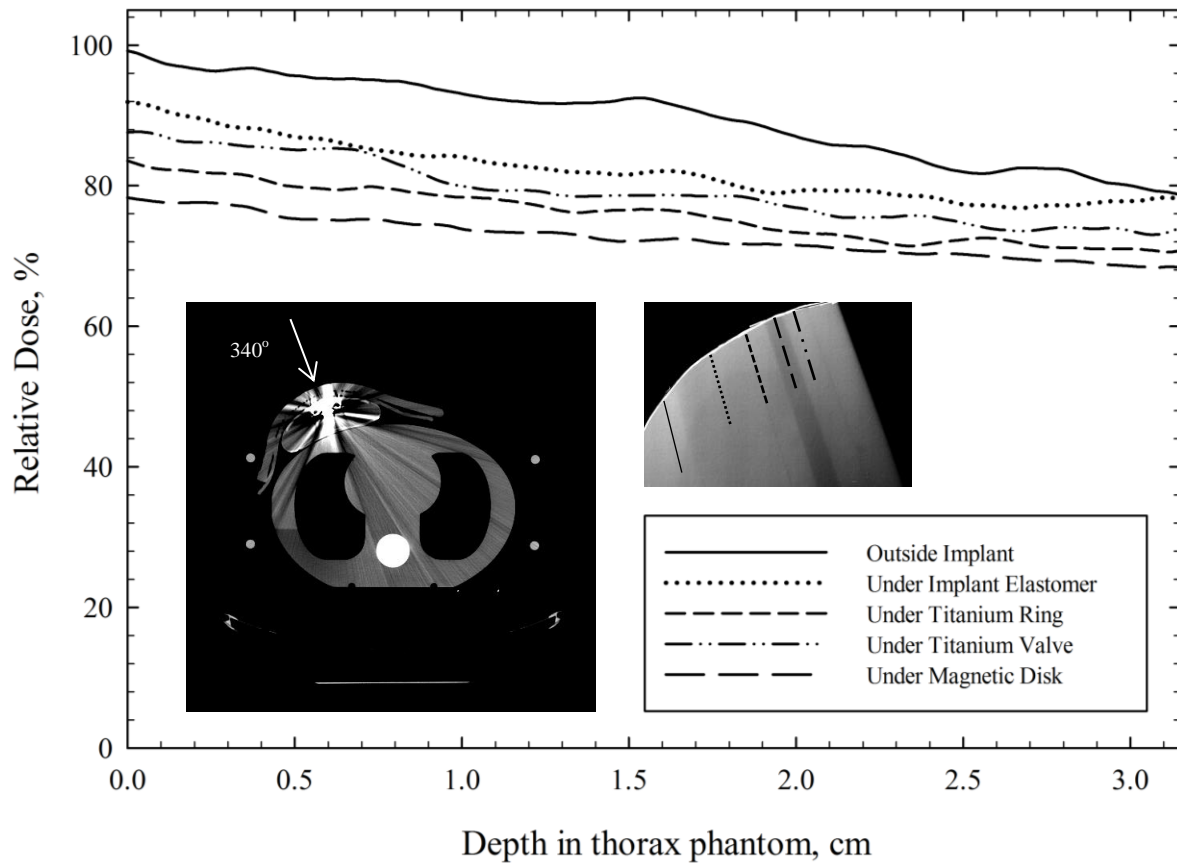 Relative Dose, %
100
80
60
40
20
0
340°
Outside Implant
Under Implant Elastomer
Under Titanium Ring
Under Titanium Valve
Under Magnetic Disk
0.0 0.5 1.0 1.5 2.0 2.5 3.0
Depth in thorax phantom, cm